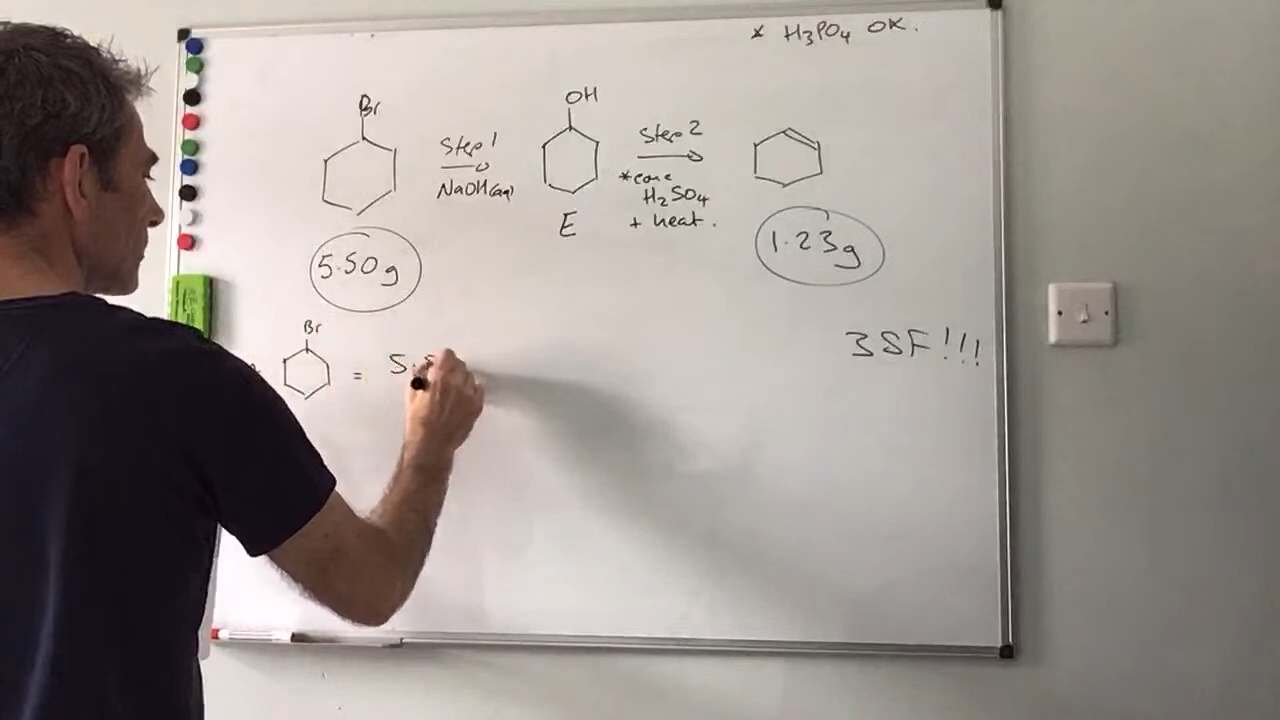 * H₃PO₄ OK.
Br
OH
Step 1
NaOH(aq)
Step 2
*conc
H₂SO₄
+ heat.
E
5.50g
1.23g
3SF!!!
Br
= 5.5